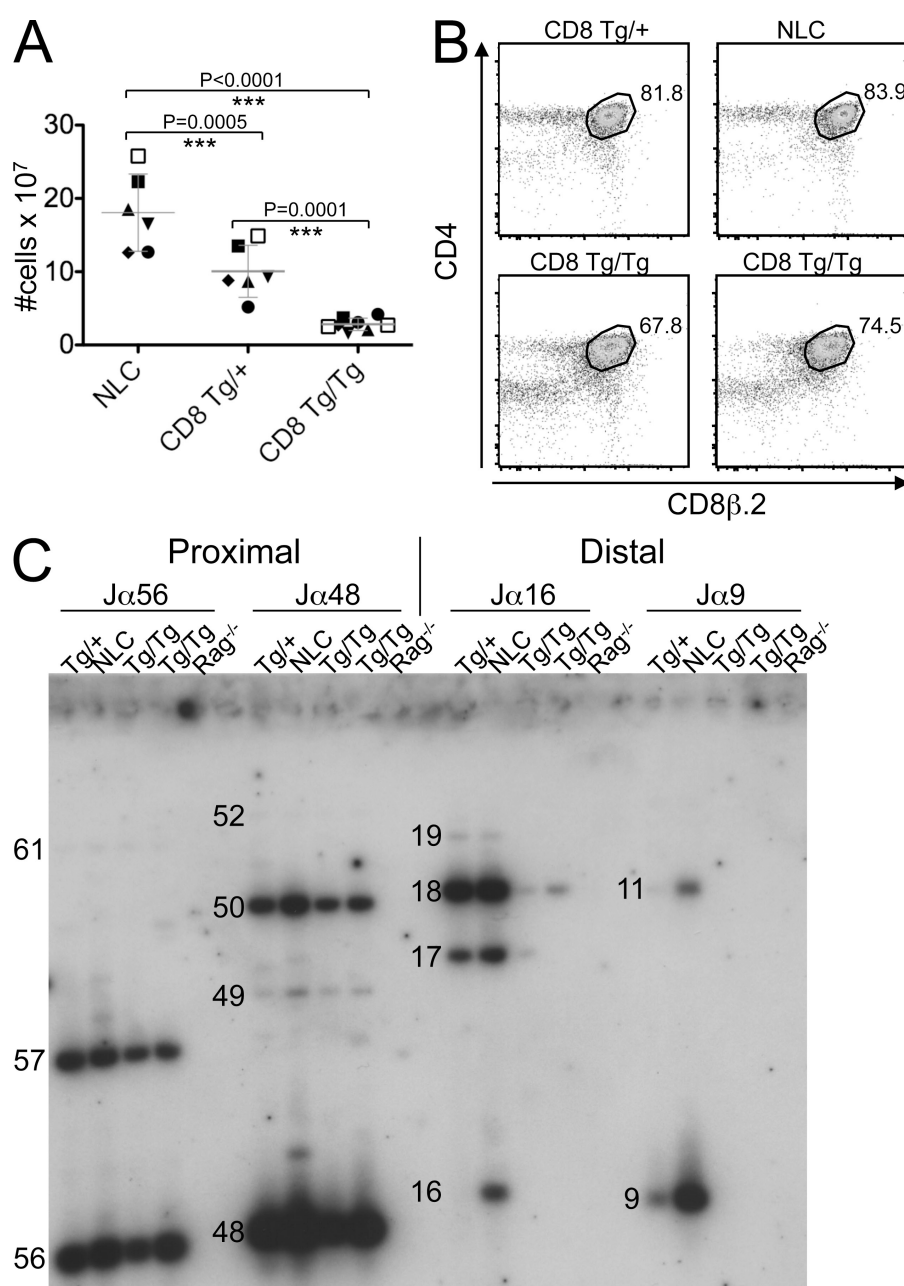 A
P<0.0001
***
P=0.0005
***
P=0.0001
***
30
20
10
0
#cells x 10⁷
NLC
CD8 Tg/+
CD8 Tg/Tg
B
CD8 Tg/+
NLC
81.8
83.9
CD8 Tg/Tg
CD8 Tg/Tg
67.8
74.5
CD4
CD8β.2
C
Proximal
Distal
Jα56
Jα48
Jα16
Jα9
Tg/+ NLC Tg/Tg Tg/Tg Rag⁻/⁻
Tg/+ NLC Tg/Tg Tg/Tg Rag⁻/⁻
Tg/+ NLC Tg/Tg Tg/Tg Rag⁻/⁻
Tg/+ NLC Tg/Tg Tg/Tg Rag⁻/⁻
61
57
56
52
50
49
48
19
18
17
16
11
9